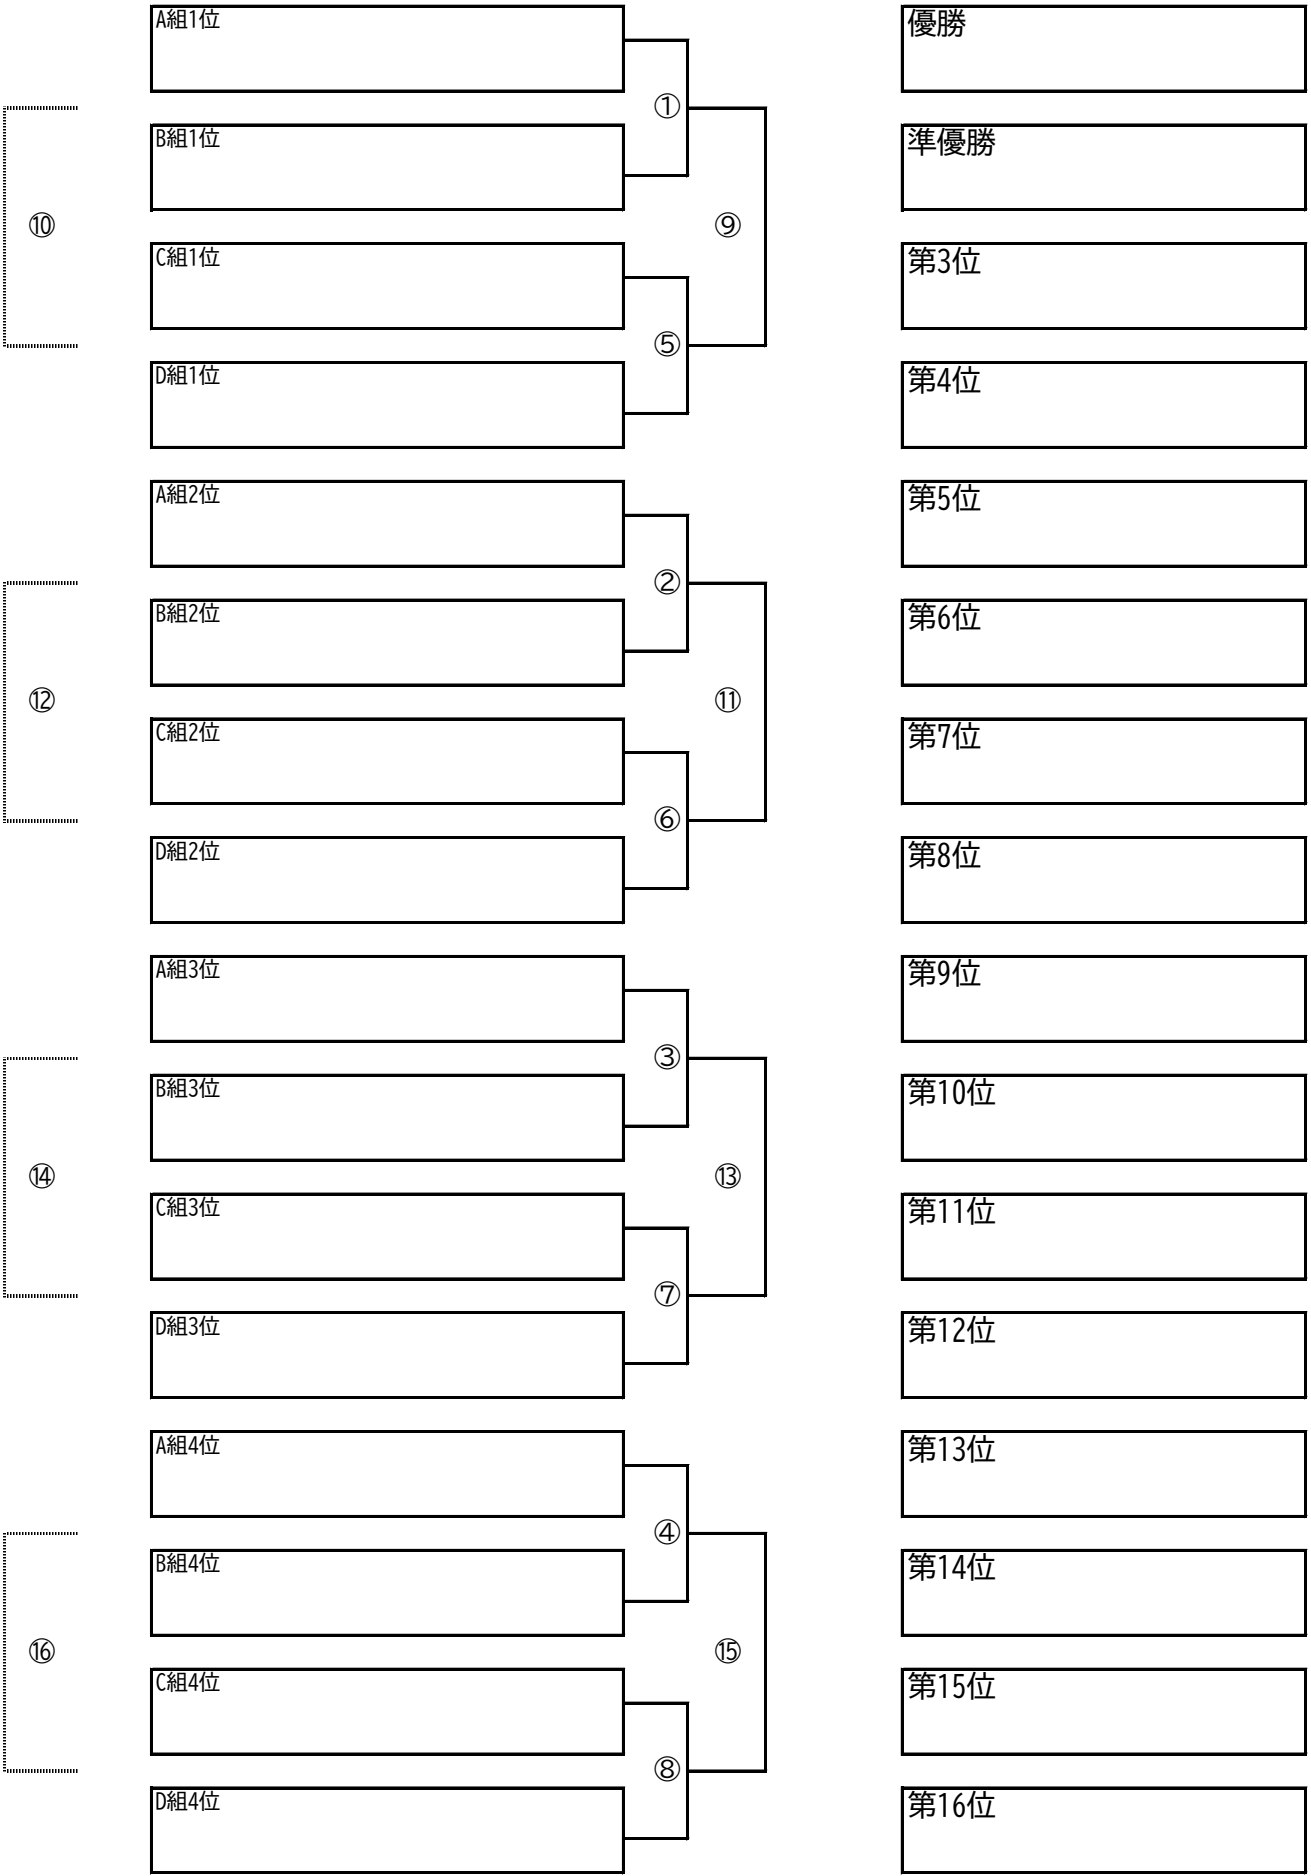 A組1位
優勝
①
B組1位
準優勝
⑩
⑨
C組1位
第3位
⑤
D組1位
第4位
A組2位
第5位
②
B組2位
第6位
⑫
⑪
C組2位
第7位
⑥
D組2位
第8位
A組3位
第9位
③
B組3位
第10位
⑭
⑬
C組3位
第11位
⑦
D組3位
第12位
A組4位
第13位
④
B組4位
第14位
⑯
⑮
C組4位
第15位
⑧
D組4位
第16位